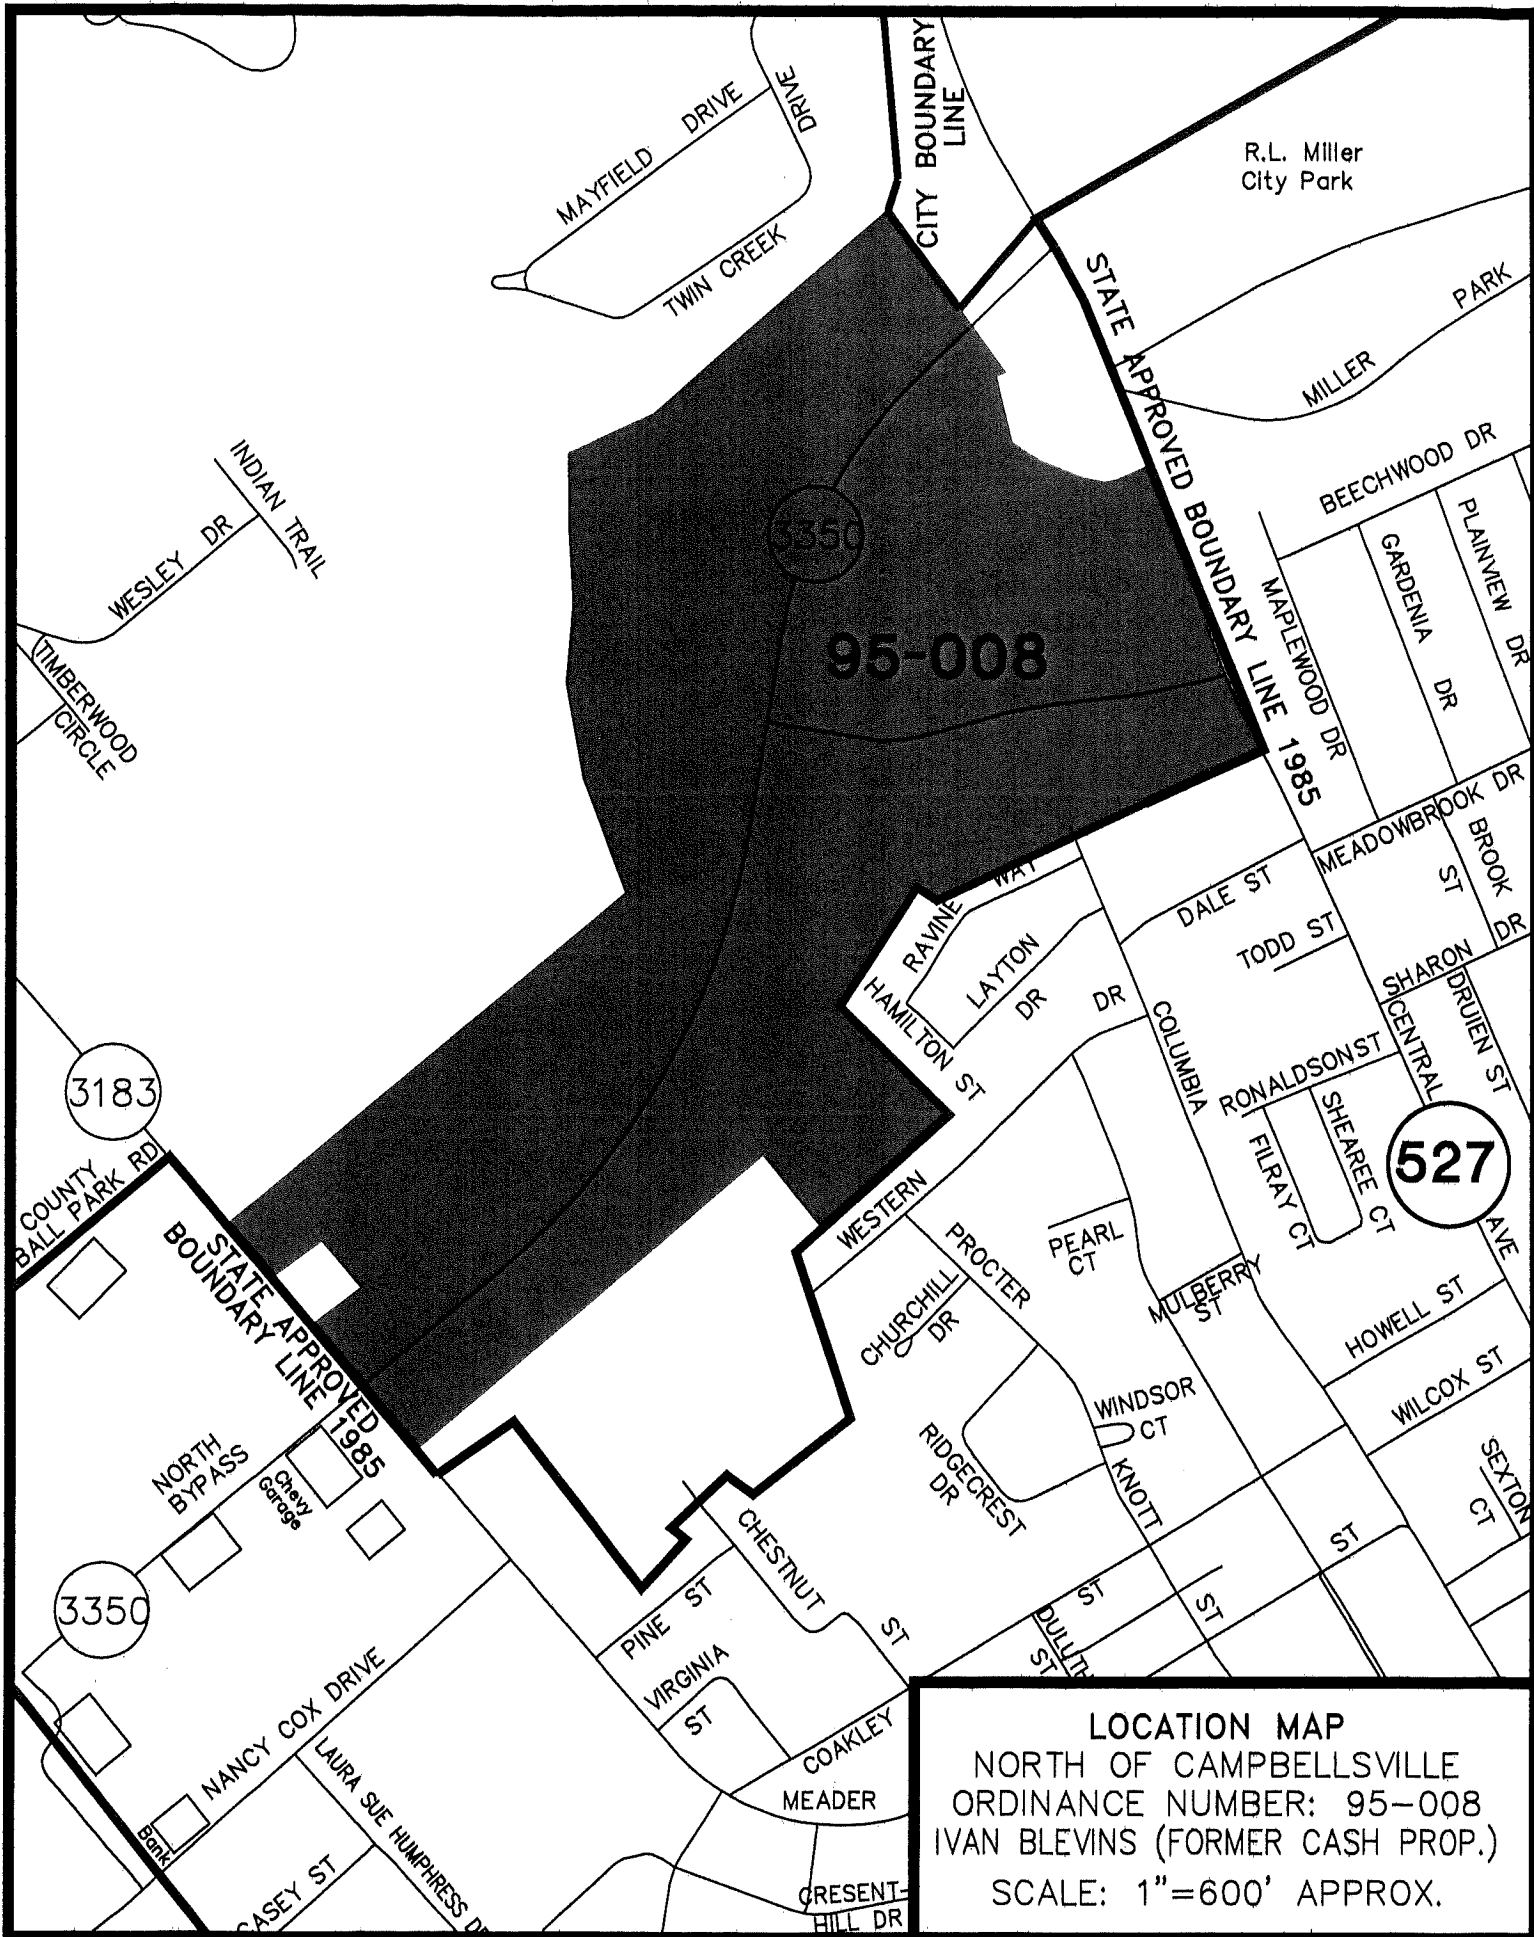 CITY BOUNDARY
LINE
DRIVE
MAYFIELD DRIVE
TWIN CREEK
R.L. Miller
City Park
STATE APPROVED BOUNDARY LINE 1985
MILLER PARK
INDIAN TRAIL
WESLEY DR
TIMBERWOOD
CIRCLE
3350
95-008
BEECHWOOD DR
PLAINVIEW DR
GARDENIA DR
MAPLEWOOD DR
MEADOWBROOK DR
BROOK
ST
DR
RAVINE WAY
LAYTON
DR
HAMILTON ST
DALE ST
TODD ST
SHARON
DRUIEN ST
CENTRAL
AVE
DR
COLUMBIA
RONALDSON ST
SHEAREE CT
FILRAY CT
527
3183
COUNTY
BALL PARK RD
STATE APPROVED
BOUNDARY LINE 1985
WESTERN
PROCTER
PEARL
CT
CHURCHILL
DR
MULBERRY
ST
HOWELL ST
WILCOX ST
WINDSOR
CT
KNOTT
RIDGECREST
DR
SEXTON
CT
NORTH
BYPASS
Chevy
Garage
3350
CHESTNUT
ST
PINE ST
VIRGINIA
ST
ST
ST
ST
DULUTH
ST
NANCY COX DRIVE
LAURA SUE HUMPHRESS DR
Bank
CASEY ST
COAKLEY
MEADER
CRESENT-
HILL DR
LOCATION MAP
NORTH OF CAMPBELLSVILLE
ORDINANCE NUMBER: 95-008
IVAN BLEVINS (FORMER CASH PROP.)
SCALE: 1"=600' APPROX.